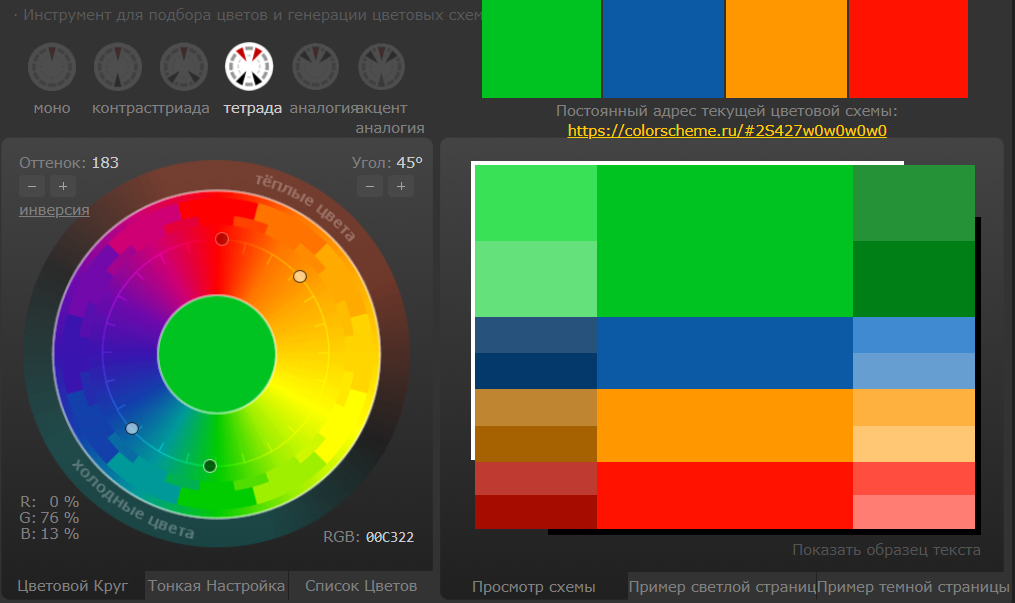 · Инструмент для подбора цветов и генерации цветовых схем
моно
контраст
триада
тетрада
аналогия
акцент
аналогия
Постоянный адрес текущей цветовой схемы:
https://colorscheme.ru/#2S427w0w0w0w0
Оттенок: 183
Угол: 45°
− +
− +
инверсия
тёплые цвета
холодные цвета
R: 0 %
G: 76 %
B: 13 %
RGB: 00C322
Показать образец текста
Цветовой Круг
Тонкая Настройка
Список Цветов
Просмотр схемы
Пример светлой страниц
Пример темной страницы